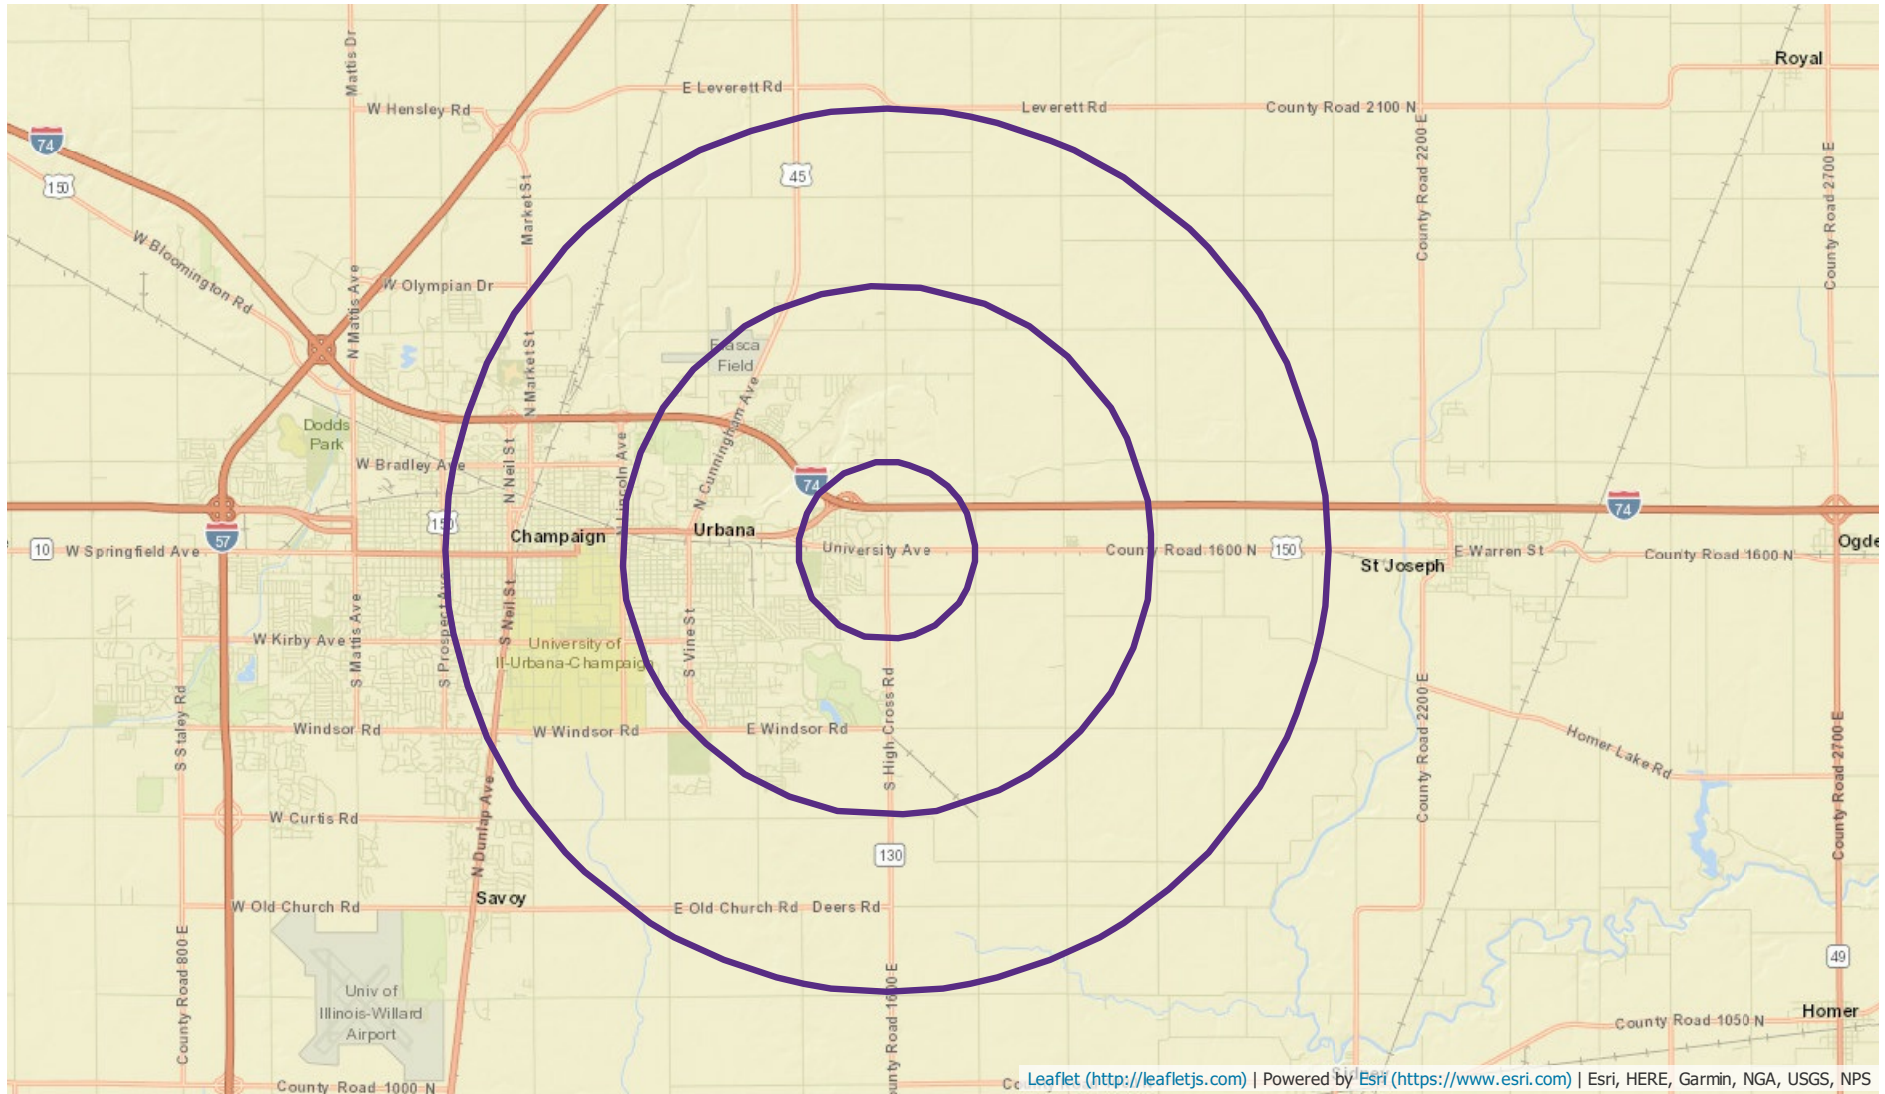 Royal
Mattis Dr
E Leverett Rd
W Hensley Rd
Leverett Rd
County Road 2100 N
74
150
45
Market St
County Road 2200 E
County Road 2700 E
W Bloomington Rd
N Mattis Ave
W Olympian Dr
N Market St
Field
N Cunningham Ave
Dodds
Park
W Bradley Ave
N Neil St
N Lincoln Ave
74
74
150
57
10
W Springfield Ave
Champaign
Urbana
University Ave
County Road 1600 N
150
St Joseph
E Warren St
County Road 1600 N
Ogde
S Mattis Ave
S Prospect Ave
S Neil St
W Kirby Ave
University of
Il-Urbana-Champaign
S Vine St
S Staley Rd
Windsor Rd
W Windsor Rd
E Windsor Rd
S High Cross Rd
County Road 2200 E
Homer Lake Rd
County Road 2700 E
W Curtis Rd
N Dunlap Ave
130
Savoy
W Old Church Rd
E Old Church Rd
Deers Rd
County Road 800 E
Univ of
Illinois-Willard
Airport
49
Homer
County Road 1050 N
County Road 1000 N
ounty Road 1600 E
Sidney
Leaflet (http://leafletjs.com) | Powered by Esri (https://www.esri.com) | Esri, HERE, Garmin, NGA, USGS, NPS